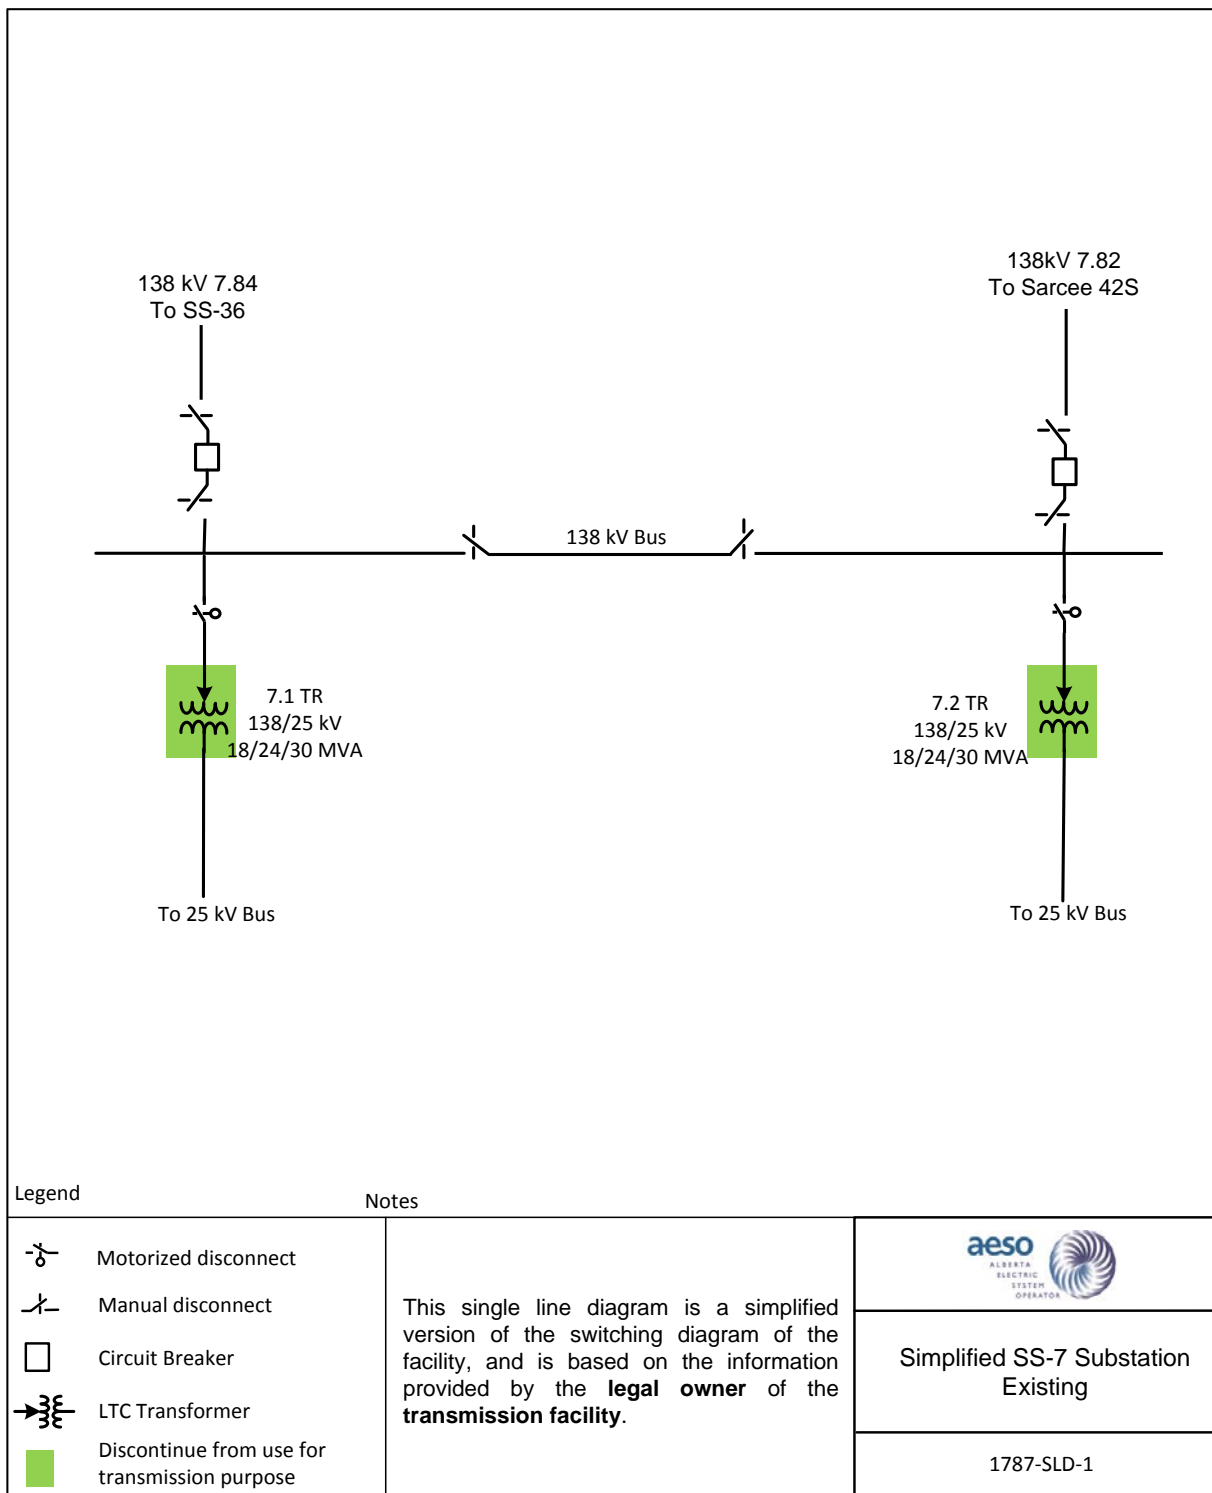 138 kV 7.84
To SS-36
138kV 7.82
To Sarcee 42S
138 kV Bus
7.1 TR
138/25 kV
18/24/30 MVA
7.2 TR
138/25 kV
18/24/30 MVA
To 25 kV Bus
To 25 kV Bus
Legend
Notes
Motorized disconnect
Manual disconnect
Circuit Breaker
LTC Transformer
Discontinue from use for
transmission purpose
This single line diagram is a simplified
version of the switching diagram of the
facility, and is based on the information
provided by the legal owner of the
transmission facility.
aeso
ALBERTA
ELECTRIC
SYSTEM
OPERATOR
Simplified SS-7 Substation
Existing
1787-SLD-1